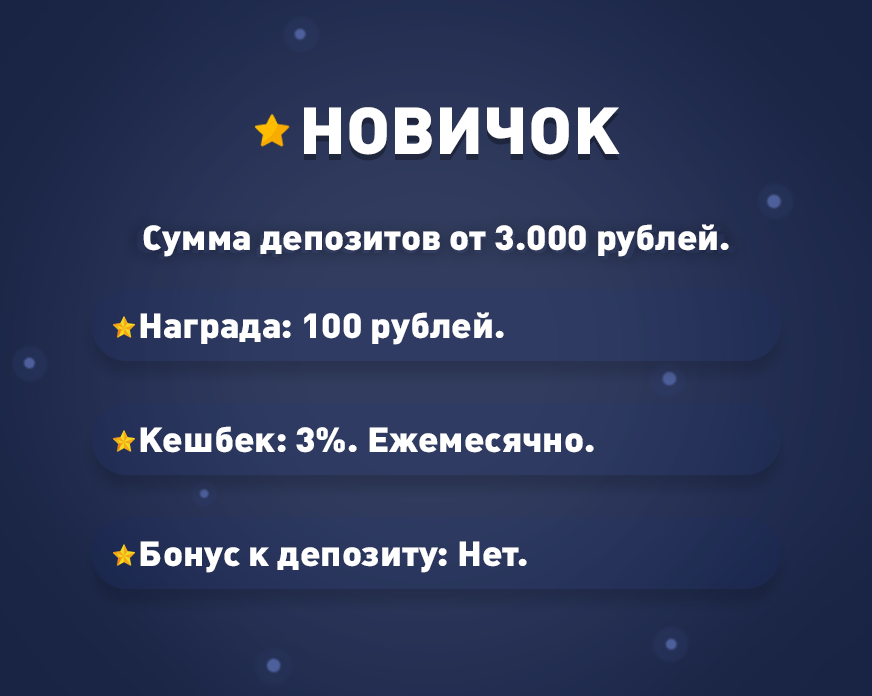 НОВИЧОК
Сумма депозитов от 3.000 рублей.
Награда: 100 рублей.
Кешбек: 3%. Ежемесячно.
Бонус к депозиту: Нет.